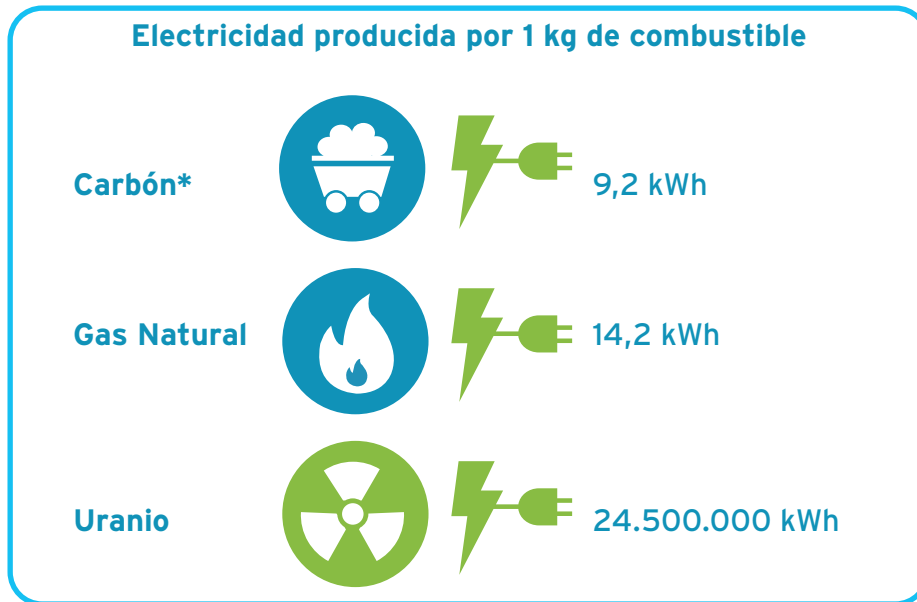 Electricidad producida por 1 kg de combustible
Carbón* 9,2 kWh
Gas Natural 14,2 kWh
Uranio 24.500.000 kWh